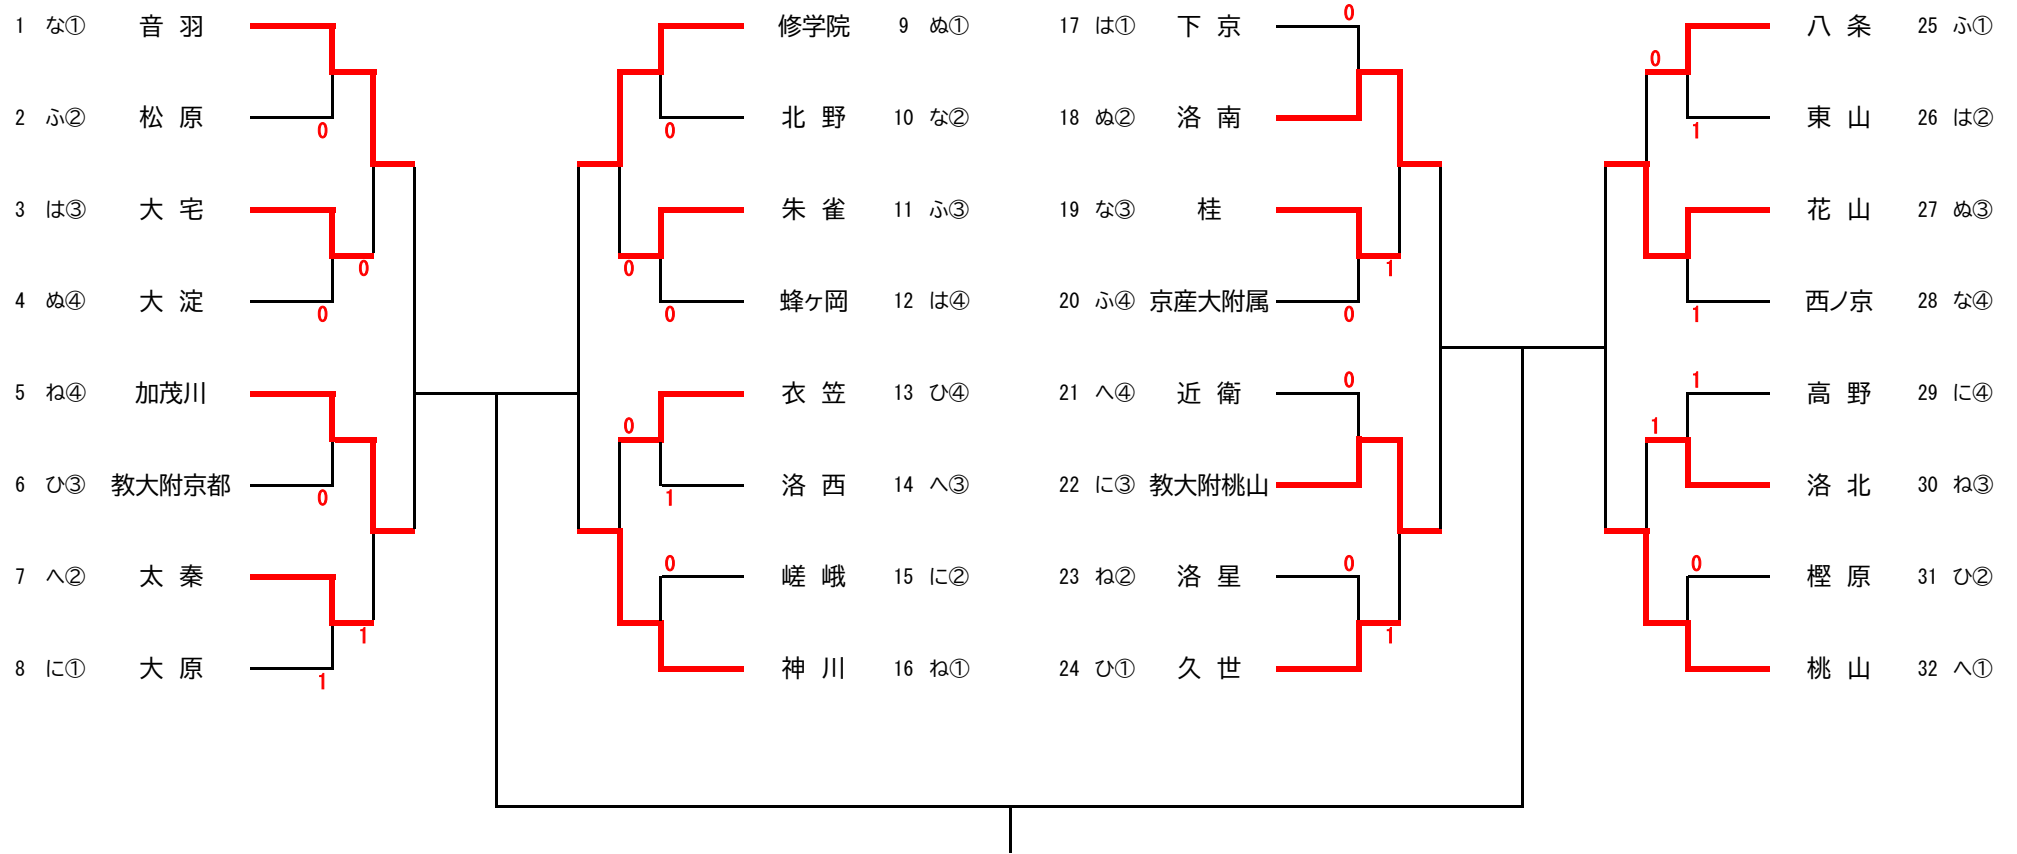 1 な① 音 羽 修学院 9 ぬ① 17 は① 下 京 0 0 八 条 25 ふ①
2 ふ② 松 原 0 0 北 野 10 な② 18 ぬ② 洛 南 1 東 山 26 は②
3 は③ 大 宅 0 0 朱 雀 11 ふ③ 19 な③ 桂 1 花 山 27 ぬ③
4 ぬ④ 大 淀 0 0 蜂ヶ岡 12 は④ 20 ふ④ 京産大附属 0 1 西ノ京 28 な④
5 ね④ 加茂川 0 衣 笠 13 ひ④ 21 へ④ 近 衛 0 1 1 高 野 29 に④
6 ひ③ 教大附京都 0 1 洛 西 14 へ③ 22 に③ 教大附桃山 洛 北 30 ね③
7 へ② 太 秦 1 0 嵯 峨 15 に② 23 ね② 洛 星 0 1 0 樫 原 31 ひ②
8 に① 大 原 1 神 川 16 ね① 24 ひ① 久 世 桃 山 32 へ①